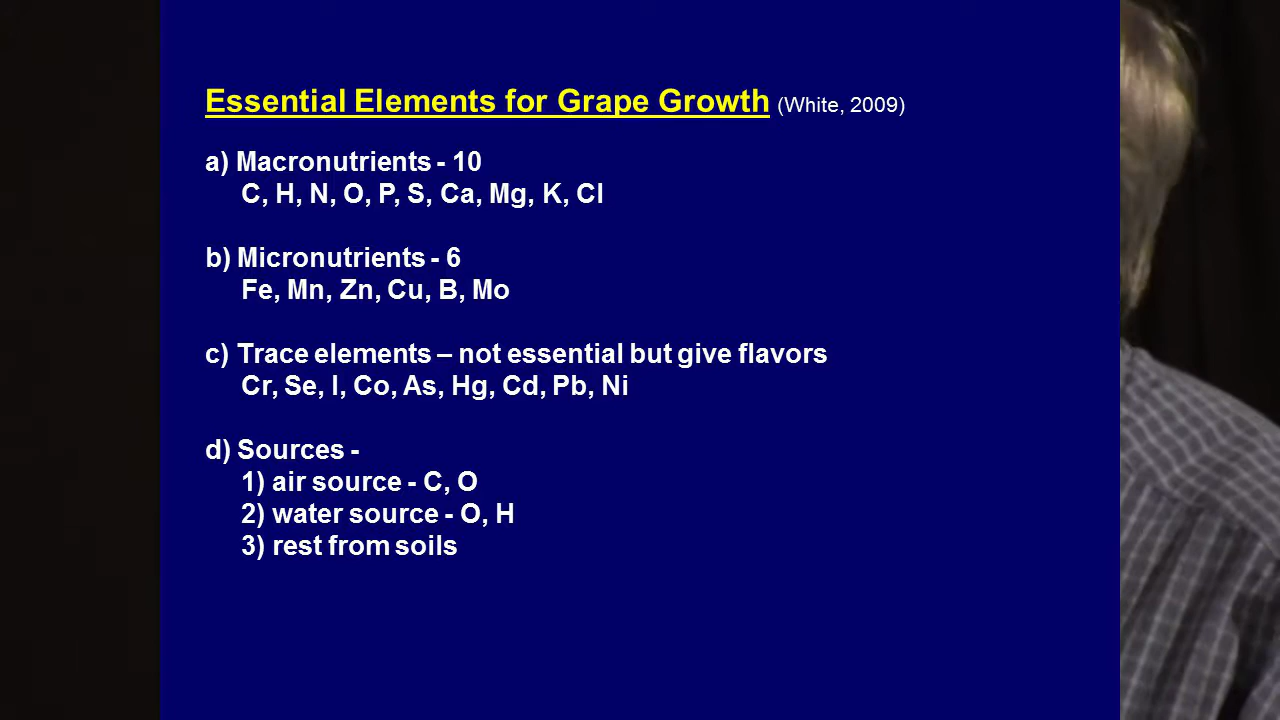 Essential Elements for Grape Growth (White, 2009)
a) Macronutrients - 10
C, H, N, O, P, S, Ca, Mg, K, Cl
b) Micronutrients - 6
Fe, Mn, Zn, Cu, B, Mo
c) Trace elements – not essential but give flavors
Cr, Se, I, Co, As, Hg, Cd, Pb, Ni
d) Sources -
1) air source - C, O
2) water source - O, H
3) rest from soils